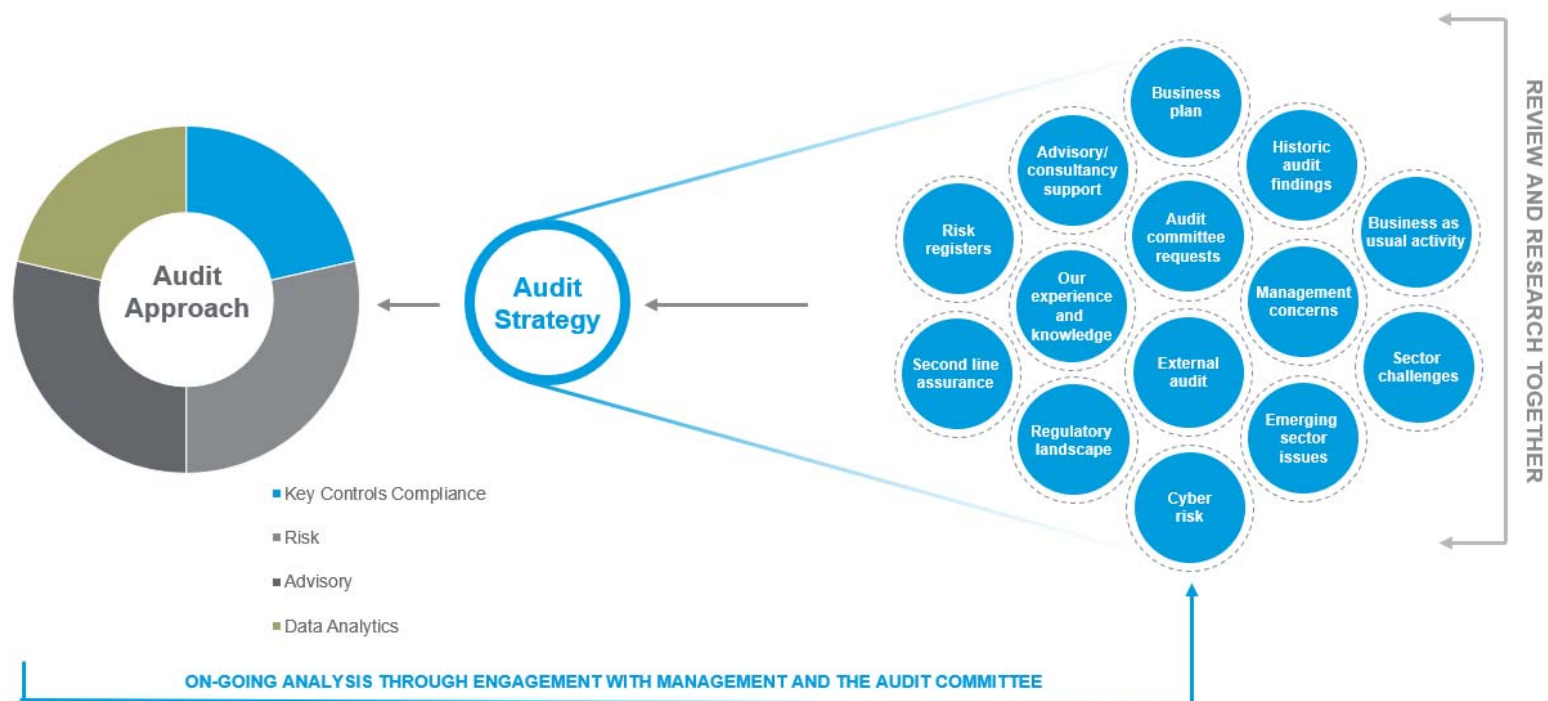 Audit
Approach
Key Controls Compliance
Risk
Advisory
Data Analytics
Audit
Strategy
Business
plan
Advisory/
consultancy
support
Historic
audit
findings
Risk
registers
Audit
committee
requests
Business as
usual activity
Our
experience
and
knowledge
Management
concerns
Second line
assurance
External
audit
Sector
challenges
Regulatory
landscape
Emerging
sector
issues
Cyber
risk
REVIEW AND RESEARCH TOGETHER
ON-GOING ANALYSIS THROUGH ENGAGEMENT WITH MANAGEMENT AND THE AUDIT COMMITTEE